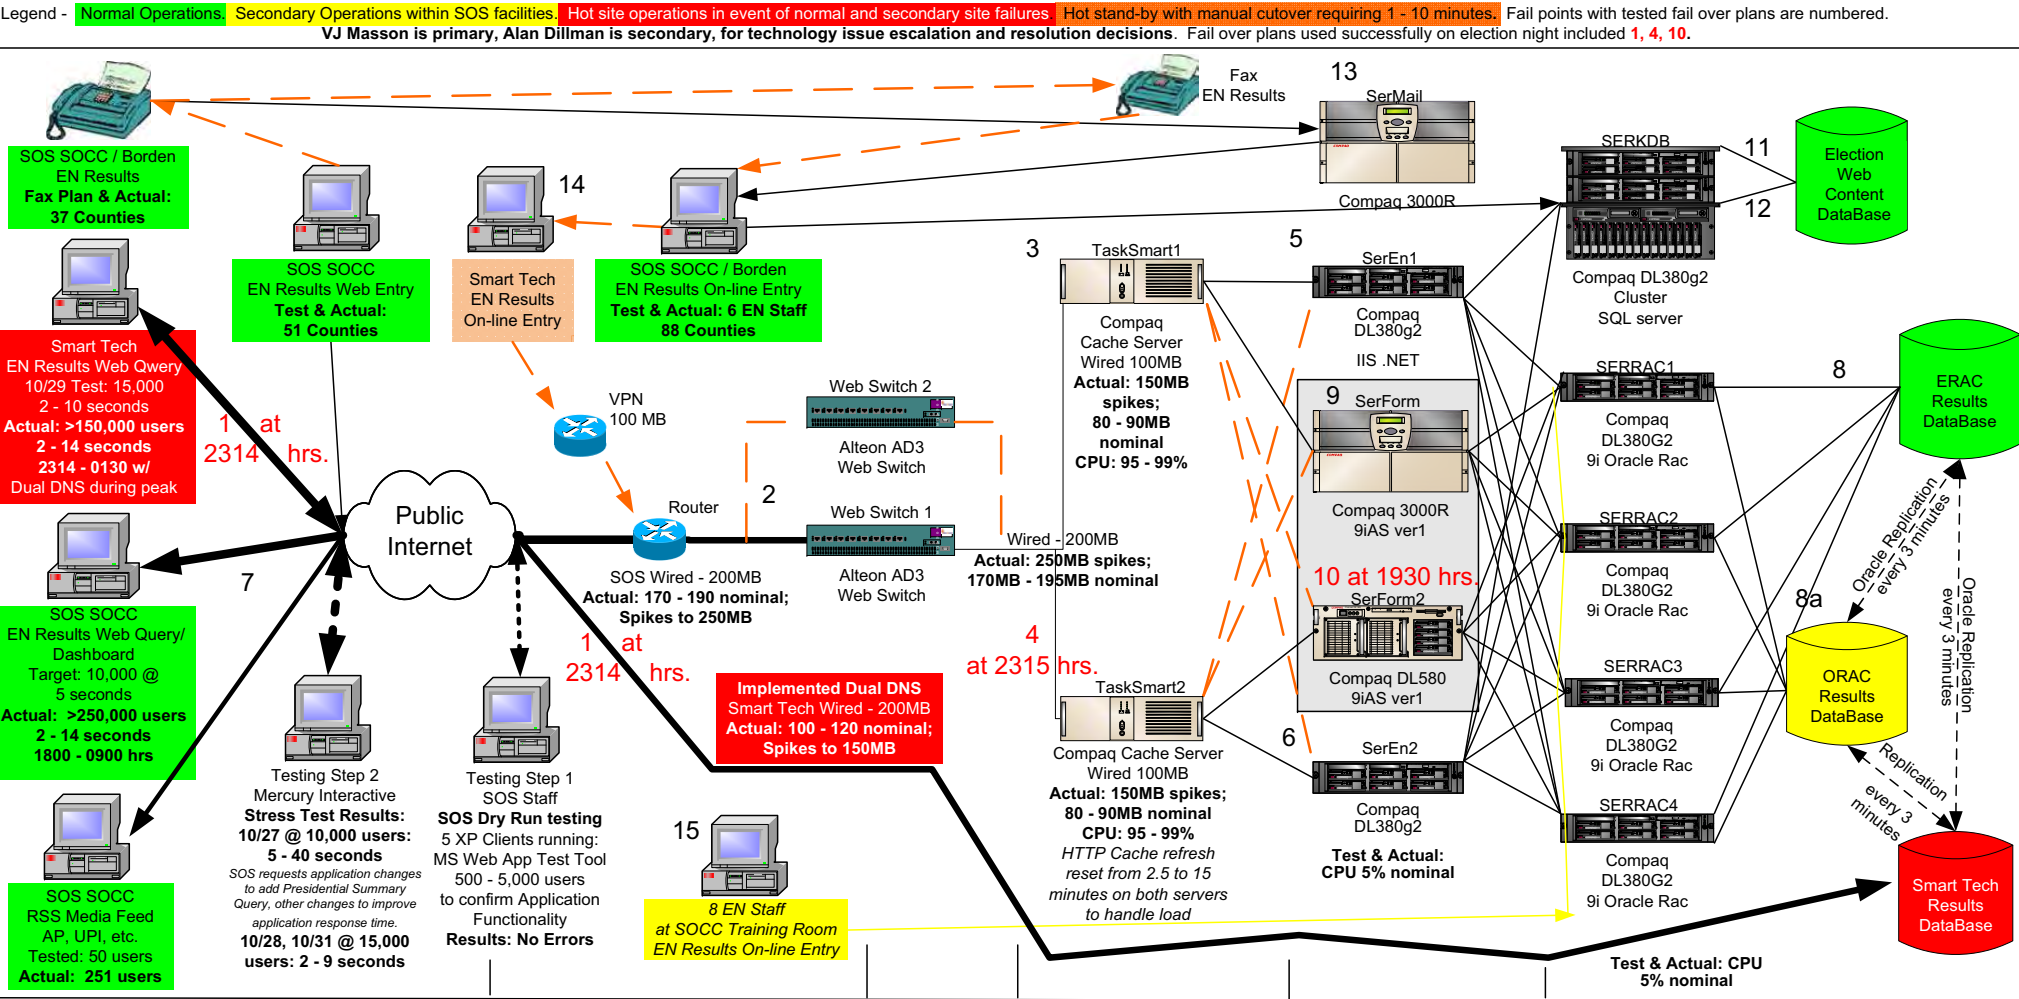 Legend - Normal Operations. Secondary Operations within SOS facilities. Hot site operations in event of normal and secondary site failures. Hot stand-by with manual cutover requiring 1 - 10 minutes. Fail points with tested fail over plans are numbered.
VJ Masson is primary, Alan Dillman is secondary, for technology issue escalation and resolution decisions. Fail over plans used successfully on election night included 1, 4, 10.
SOS SOCC / Borden
EN Results
Fax Plan & Actual:
37 Counties
Fax
EN Results
13
SerMail
Compaq 3000R
SERKDB
11
12
Election
Web
Content
DataBase
Compaq DL380g2
Cluster
SQL server
SOS SOCC
EN Results Web Entry
Test & Actual:
51 Counties
14
Smart Tech
EN Results
On-line Entry
SOS SOCC / Borden
EN Results On-line Entry
Test & Actual: 6 EN Staff
88 Counties
Smart Tech
EN Results Web Qwery
10/29 Test: 15,000
2 - 10 seconds
Actual: >150,000 users
2 - 14 seconds
2314 - 0130 w/
Dual DNS during peak
1 at
2314 hrs.
SOS SOCC
EN Results Web Query/
Dashboard
Target: 10,000 @
5 seconds
Actual: >250,000 users
2 - 14 seconds
1800 - 0900 hrs
7
SOS SOCC
RSS Media Feed
AP, UPI, etc.
Tested: 50 users
Actual: 251 users
Public
Internet
Testing Step 2
Mercury Interactive
Stress Test Results:
10/27 @ 10,000 users:
5 - 40 seconds
SOS requests application changes
to add Presidential Summary
Query, other changes to improve
application response time.
10/28, 10/31 @ 15,000
users: 2 - 9 seconds
Testing Step 1
SOS Staff
SOS Dry Run testing
5 XP Clients running:
MS Web App Test Tool
500 - 5,000 users
to confirm Application
Functionality
Results: No Errors
VPN
100 MB
Router
SOS Wired - 200MB
Actual: 170 - 190 nominal;
Spikes to 250MB
1 at
2314 hrs.
2
Web Switch 2
Alteon AD3
Web Switch
Web Switch 1
Alteon AD3
Web Switch
Wired - 200MB
Actual: 250MB spikes;
170MB - 195MB nominal
Implemented Dual DNS
Smart Tech Wired - 200MB
Actual: 100 - 120 nominal;
Spikes to 150MB
15
8 EN Staff
at SOCC Training Room
EN Results On-line Entry
3
TaskSmart1
Compaq
Cache Server
Wired 100MB
Actual: 150MB
spikes;
80 - 90MB
nominal
CPU: 95 - 99%
4
at 2315 hrs.
TaskSmart2
Compaq Cache Server
Wired 100MB
Actual: 150MB spikes;
80 - 90MB nominal
CPU: 95 - 99%
HTTP Cache refresh
reset from 2.5 to 15
minutes on both servers
to handle load
5
SerEn1
Compaq
DL380g2
IIS .NET
9
SerForm
COMPAQ
Compaq 3000R
9iAS ver1
10 at 1930 hrs.
SerForm2
Compaq DL580
9iAS ver1
6
SerEn2
Compaq
DL380g2
Test & Actual:
CPU 5% nominal
SERRAC1
Compaq
DL380G2
9i Oracle Rac
SERRAC2
Compaq
DL380G2
9i Oracle Rac
SERRAC3
Compaq
DL380G2
9i Oracle Rac
SERRAC4
Compaq
DL380G2
9i Oracle Rac
Test & Actual: CPU
5% nominal
8
ERAC
Results
DataBase
Oracle Replication
every 3 minutes
Oracle Replication
every 3 minutes
8a
ORAC
Results
DataBase
Replication
every 3
minutes
Smart Tech
Results
DataBase